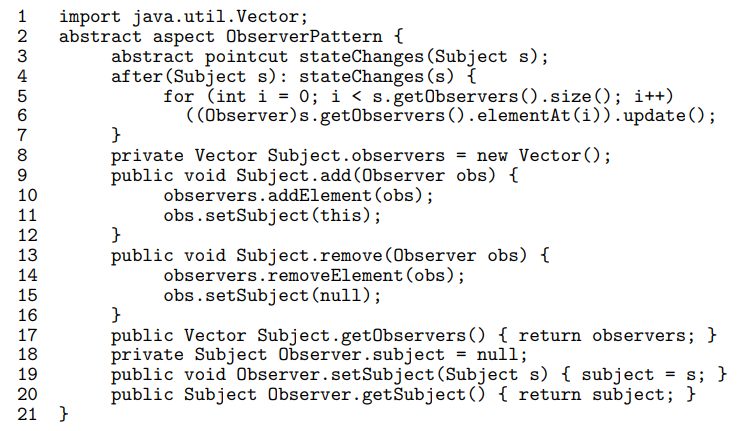 1 import java.util.Vector;
2 abstract aspect ObserverPattern {
3 abstract pointcut stateChanges(Subject s);
4 after(Subject s): stateChanges(s) {
5 for (int i = 0; i < s.getObservers().size(); i++)
6 ((Observer)s.getObservers().elementAt(i)).update();
7 }
8 private Vector Subject.observers = new Vector();
9 public void Subject.add(Observer obs) {
10 observers.addElement(obs);
11 obs.setSubject(this);
12 }
13 public void Subject.remove(Observer obs) {
14 observers.removeElement(obs);
15 obs.setSubject(null);
16 }
17 public Vector Subject.getObservers() { return observers; }
18 private Subject Observer.subject = null;
19 public void Observer.setSubject(Subject s) { subject = s; }
20 public Subject Observer.getSubject() { return subject; }
21 }